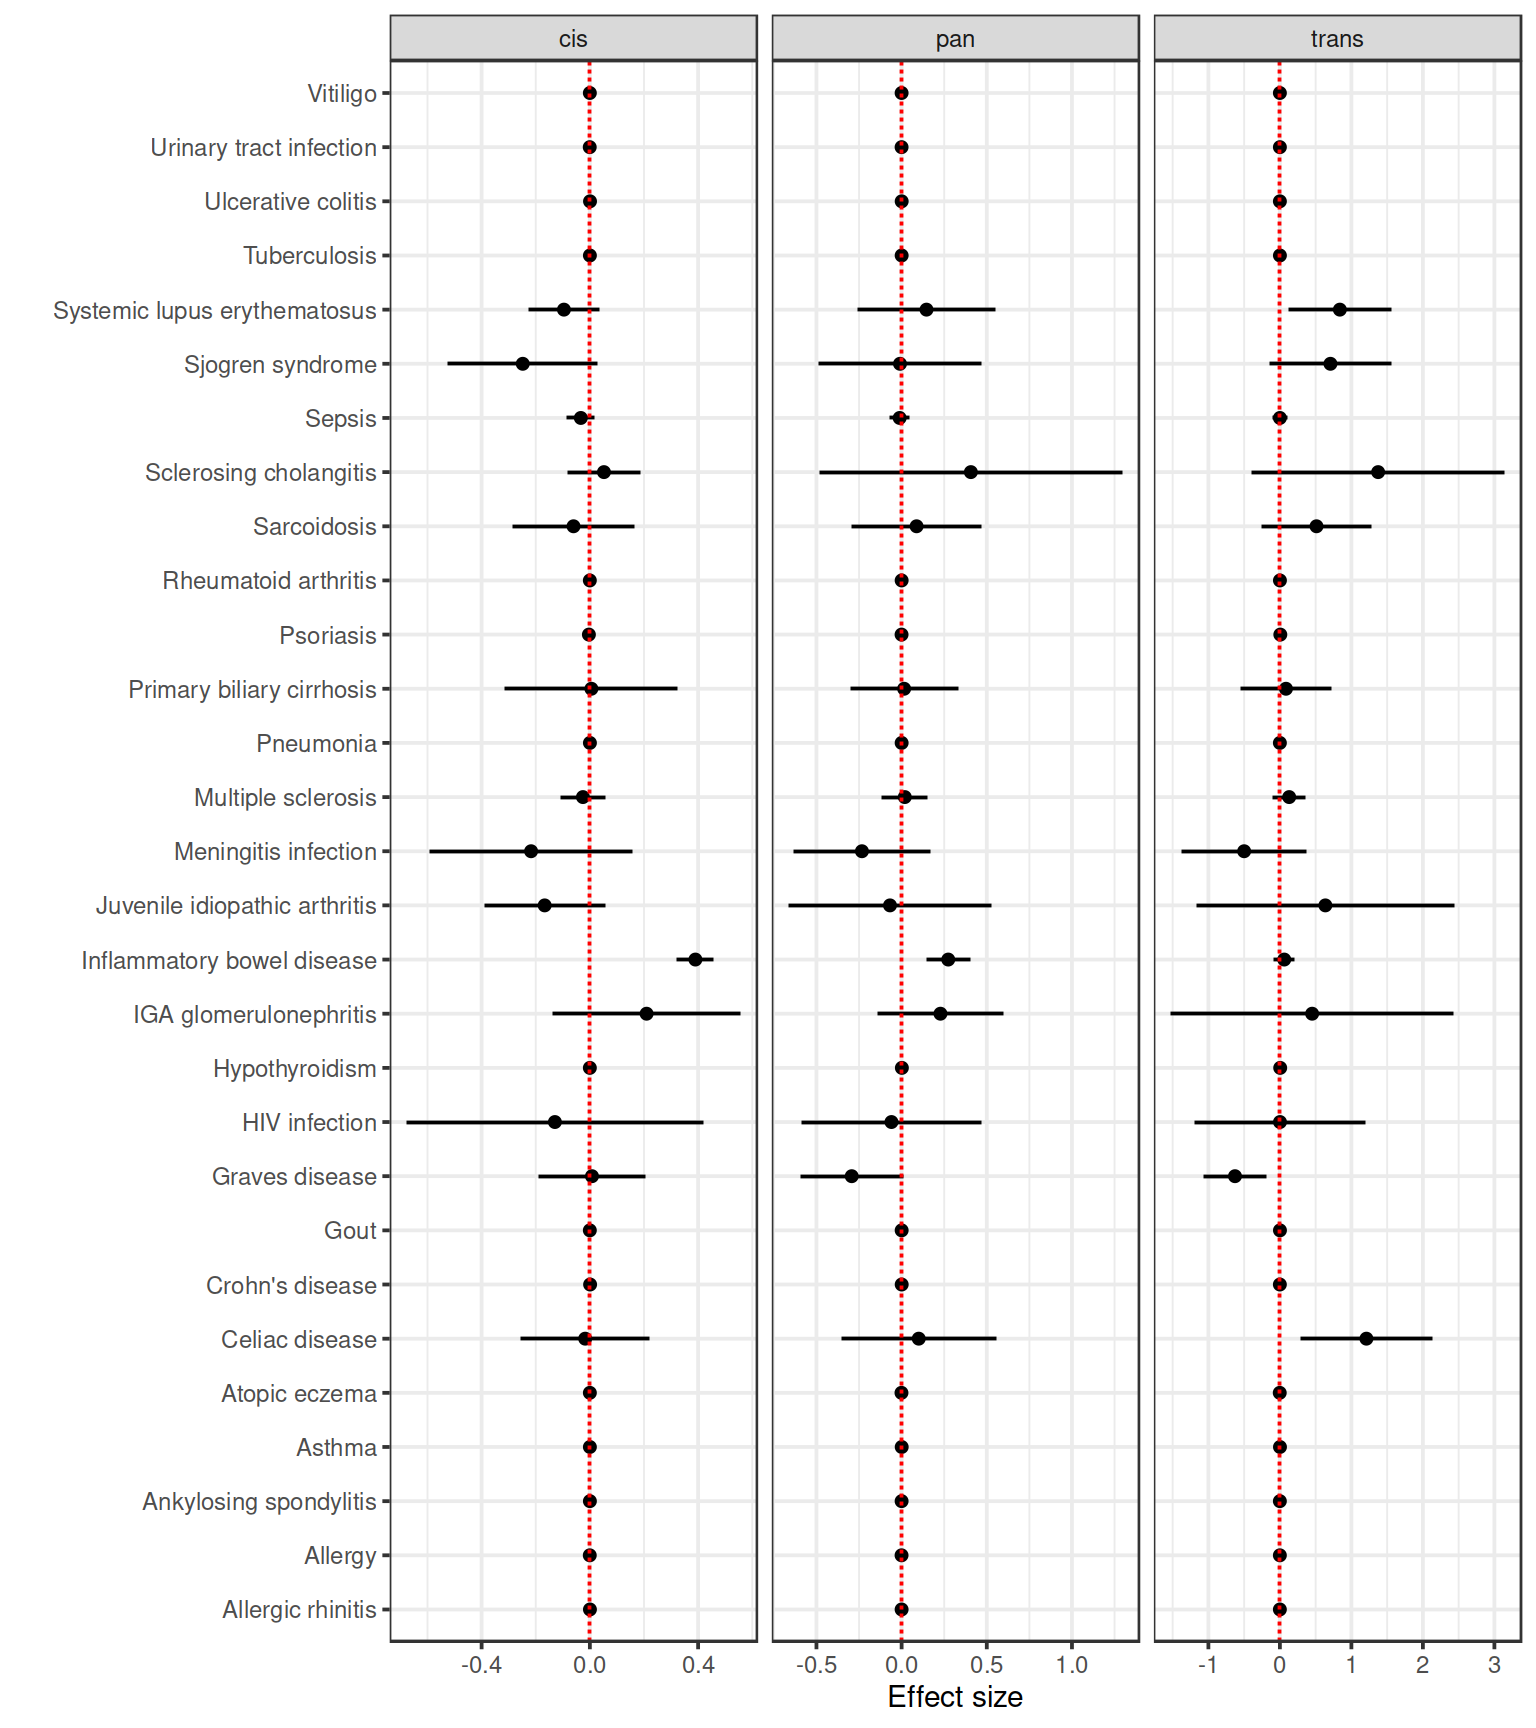 cis pan trans
Vitiligo
Urinary tract infection
Ulcerative colitis
Tuberculosis
Systemic lupus erythematosus
Sjogren syndrome
Sepsis
Sclerosing cholangitis
Sarcoidosis
Rheumatoid arthritis
Psoriasis
Primary biliary cirrhosis
Pneumonia
Multiple sclerosis
Meningitis infection
Juvenile idiopathic arthritis
Inflammatory bowel disease
IGA glomerulonephritis
Hypothyroidism
HIV infection
Graves disease
Gout
Crohn's disease
Celiac disease
Atopic eczema
Asthma
Ankylosing spondylitis
Allergy
Allergic rhinitis
-0.4 0.0 0.4 -0.5 0.0 0.5 1.0 -1 0 1 2 3
Effect size